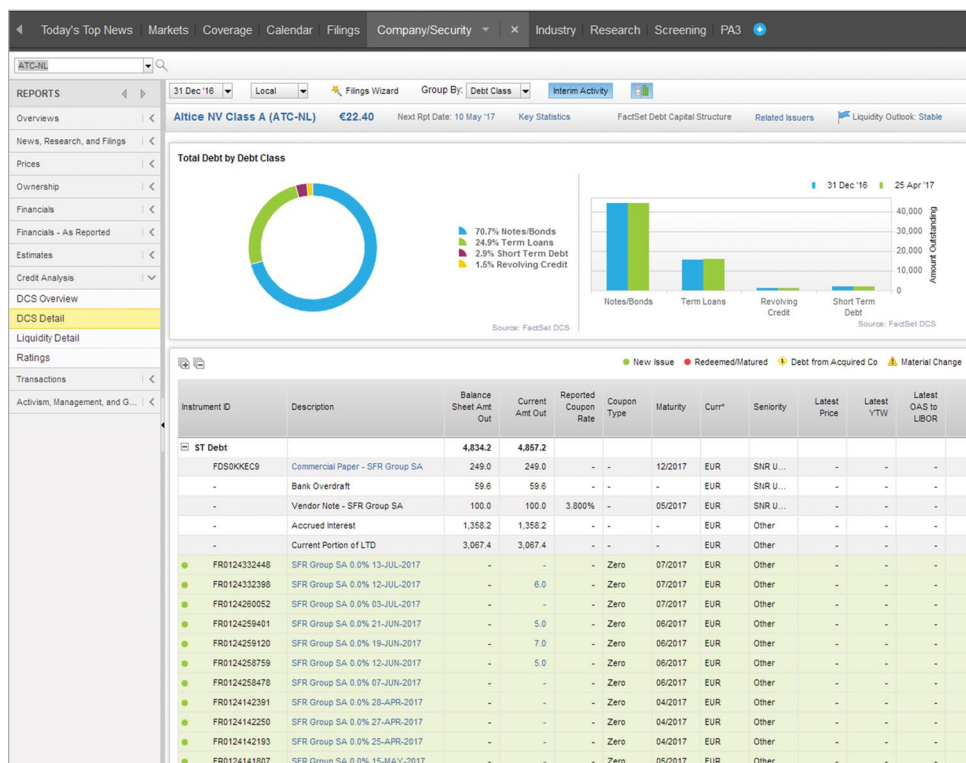 Today's Top News Markets Coverage Calendar Filings Company/Security × Industry Research Screening PA3
ATC-NL
REPORTS
Overviews
News, Research, and Filings
Prices
Ownership
Financials
Financials - As Reported
Estimates
Credit Analysis
DCS Overview
DCS Detail
Liquidity Detail
Ratings
Transactions
Activism, Management, and G...
31 Dec '16 Local Filings Wizard Group By: Debt Class Interim Activity
Altice NV Class A (ATC-NL) €22.40 Next Rpt Date: 10 May '17 Key Statistics FactSet Debt Capital Structure Related Issuers Liquidity Outlook: Stable
Total Debt by Debt Class
70.7% Notes/Bonds
24.9% Term Loans
2.9% Short Term Debt
1.5% Revolving Credit
Source: FactSet DCS
31 Dec '16 25 Apr '17
40,000
30,000
20,000
10,000
0
Amount Outstanding
Notes/Bonds Term Loans Revolving Credit Short Term Debt
Source: FactSet DCS
New Issue Redeemed/Matured Debt from Acquired Co Material Change
Instrument ID Description Balance Sheet Amt Out Current Amt Out Reported Coupon Rate Coupon Type Maturity Curr* Seniority Latest Price Latest YTW Latest OAS to LIBOR
ST Debt 4,834.2 4,857.2
FDS0KKEC9 Commercial Paper - SFR Group SA 249.0 249.0 - - 12/2017 EUR SNR U... - - -
- Bank Overdraft 59.6 59.6 - - - EUR SNR U... - - -
- Vendor Note - SFR Group SA 100.0 100.0 3.800% - 05/2017 EUR SNR U... - - -
- Accrued Interest 1,358.2 1,358.2 - - - EUR Other - - -
- Current Portion of LTD 3,067.4 3,067.4 - - - EUR Other - - -
FR0124332448 SFR Group SA 0.0% 13-JUL-2017 - - - Zero 07/2017 EUR Other - - -
FR0124332398 SFR Group SA 0.0% 12-JUL-2017 - 6.0 - Zero 07/2017 EUR Other - - -
FR0124260052 SFR Group SA 0.0% 03-JUL-2017 - - - Zero 07/2017 EUR Other - - -
FR0124259401 SFR Group SA 0.0% 21-JUN-2017 - 5.0 - Zero 06/2017 EUR Other - - -
FR0124259120 SFR Group SA 0.0% 19-JUN-2017 - 7.0 - Zero 06/2017 EUR Other - - -
FR0124258759 SFR Group SA 0.0% 12-JUN-2017 - 5.0 - Zero 06/2017 EUR Other - - -
FR0124258478 SFR Group SA 0.0% 07-JUN-2017 - - - Zero 06/2017 EUR Other - - -
FR0124142391 SFR Group SA 0.0% 28-APR-2017 - - - Zero 04/2017 EUR Other - - -
FR0124142250 SFR Group SA 0.0% 27-APR-2017 - - - Zero 04/2017 EUR Other - - -
FR0124142193 SFR Group SA 0.0% 25-APR-2017 - - - Zero 04/2017 EUR Other - - -
FR0124141807 SFR Group SA 0.0% 15-MAY-2017 - - - Zero 05/2017 EUR Other - - -